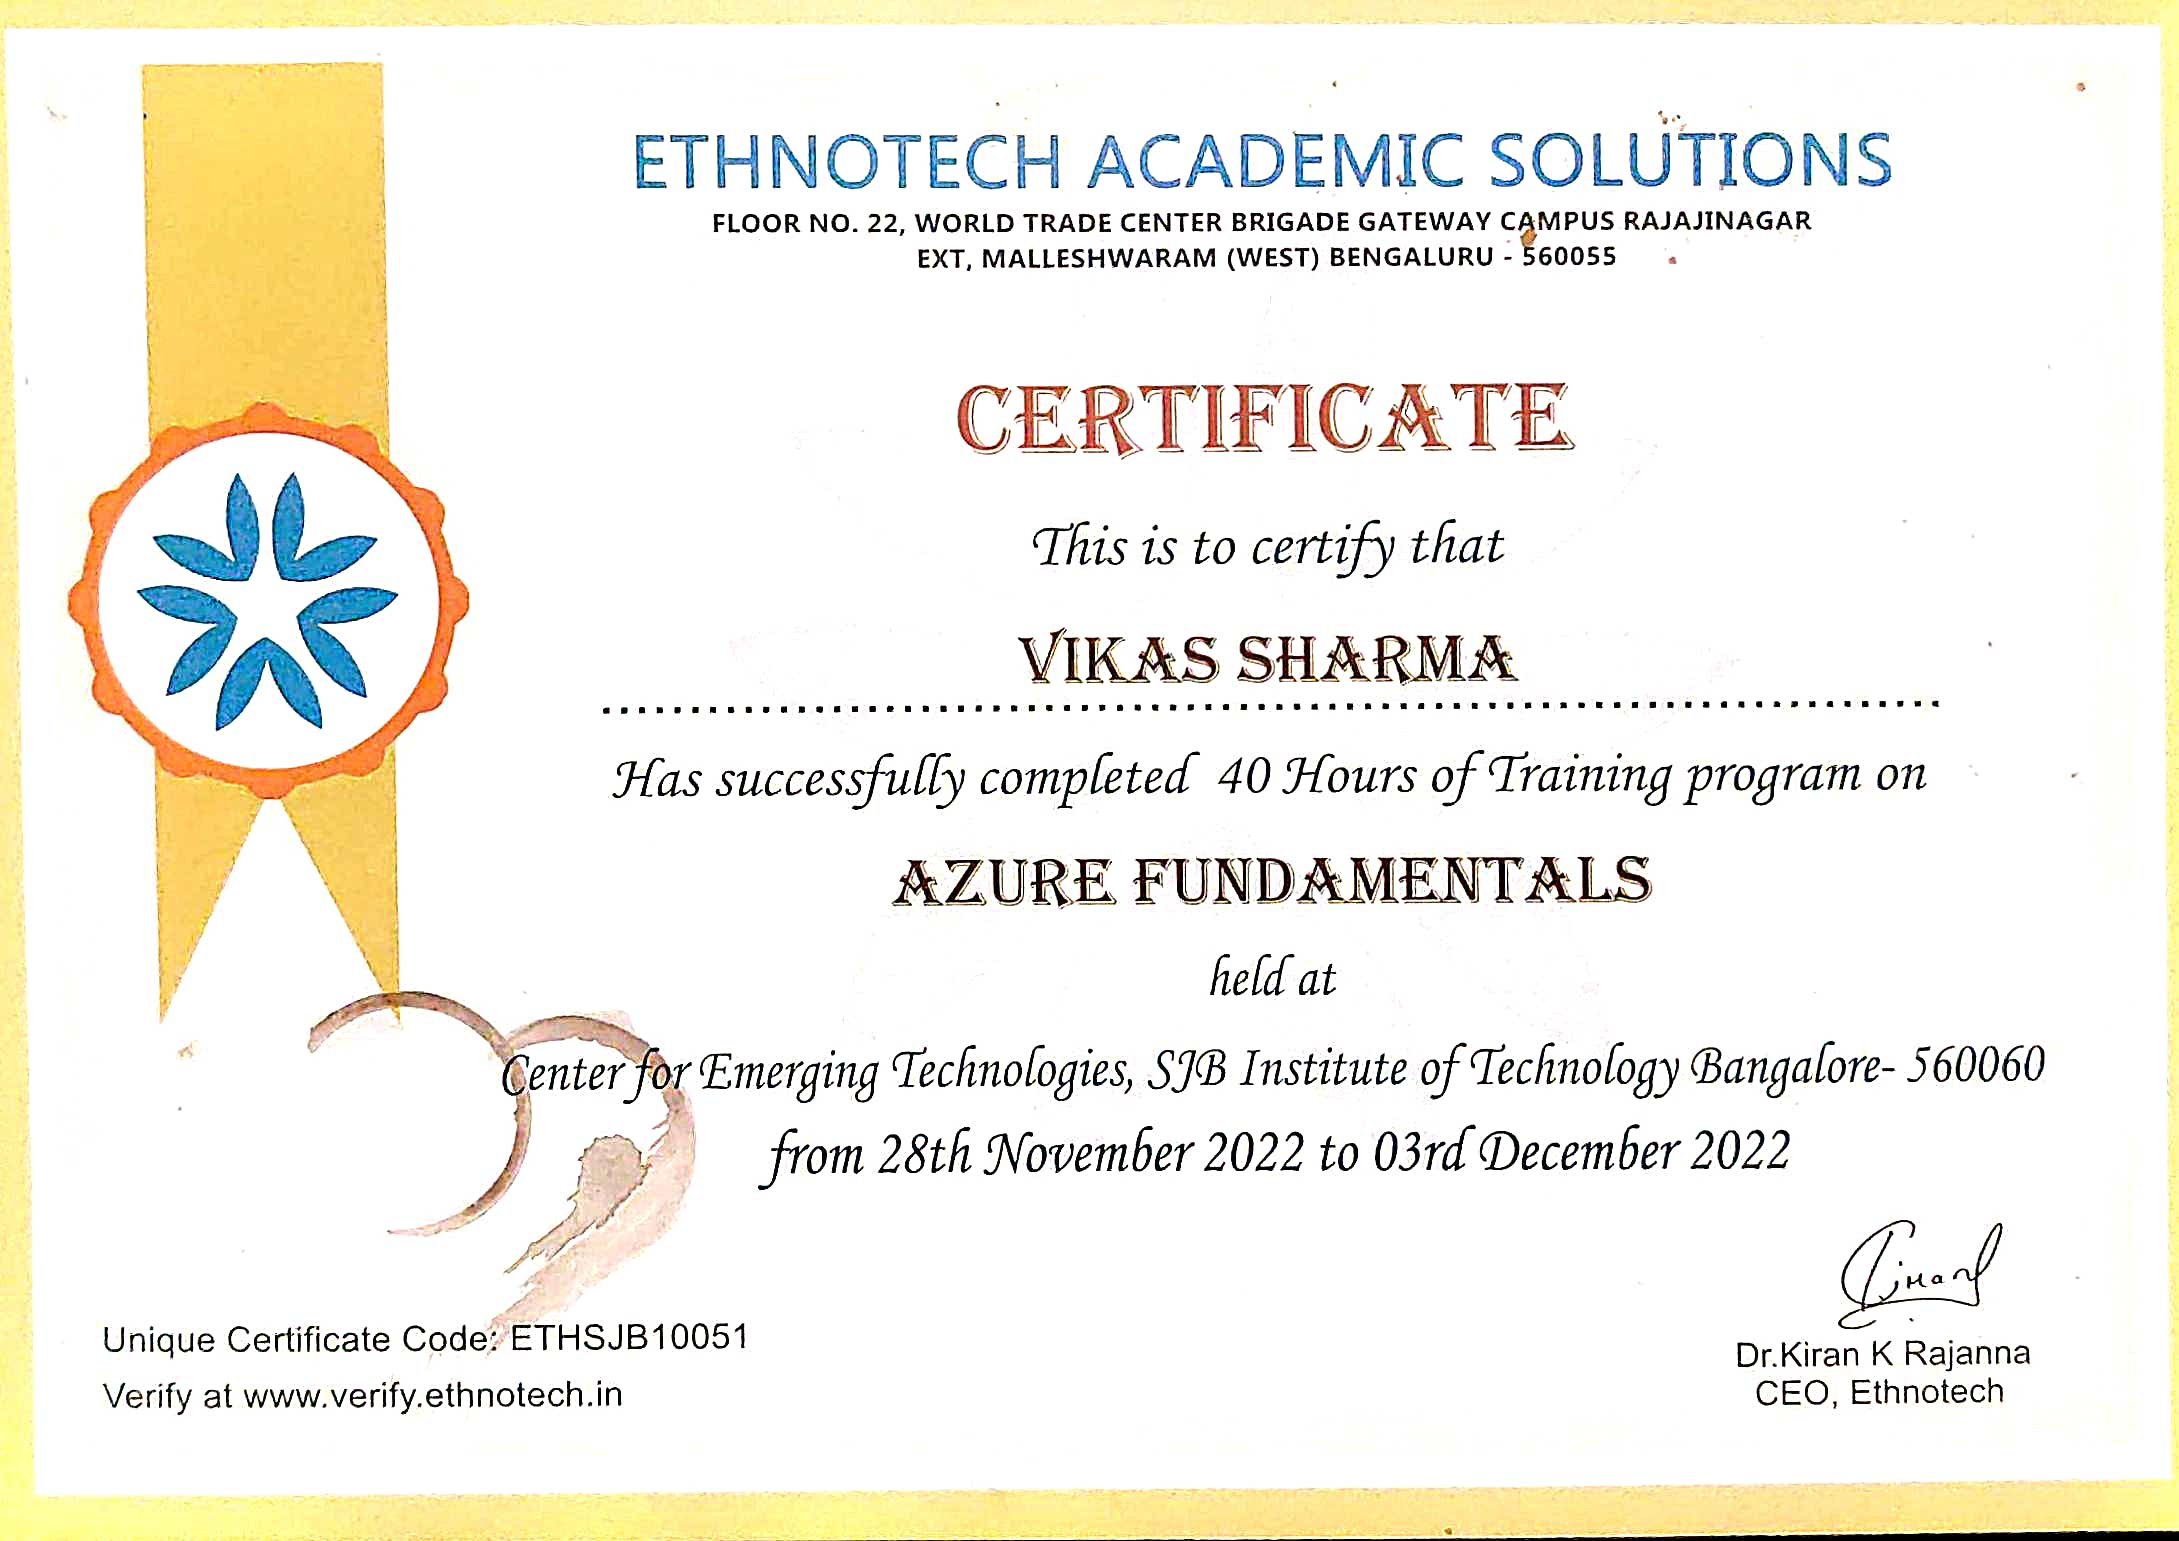 ETHNOTECH ACADEMIC SOLUTIONS
FLOOR NO. 22, WORLD TRADE CENTER BRIGADE GATEWAY CAMPUS RAJAJINAGAR
EXT, MALLESHWARAM (WEST) BENGALURU - 560055
CERTIFICATE
This is to certify that
VIKAS SHARMA
Has successfully completed 40 Hours of Training program on
AZURE FUNDAMENTALS
held at
Center for Emerging Technologies, SJB Institute of Technology Bangalore- 560060
from 28th November 2022 to 03rd December 2022
Unique Certificate Code: ETHSJB10051
Verify at www.verify.ethnotech.in
Dr.Kiran K Rajanna
CEO, Ethnotech